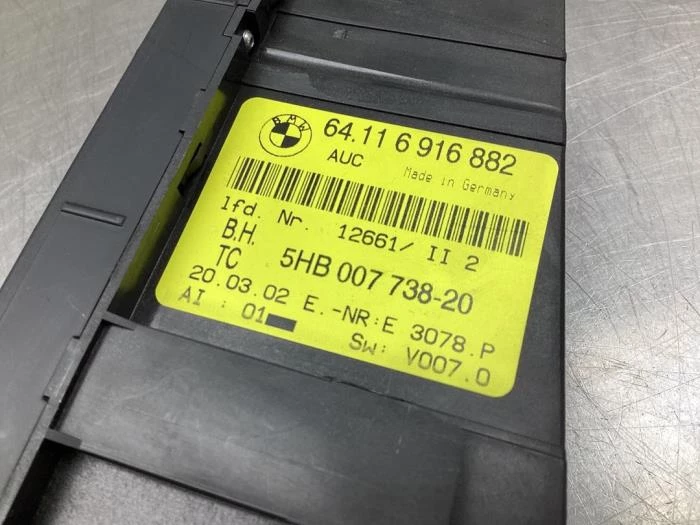 BMW
64.11 6 916 882
AUC Made in Germany
lfd. Nr. 12661/ II 2
B.H.
TC 5HB 007 738-20
20.03.02 E.-NR:E 3078.P
AI : 01 SW: V007.0